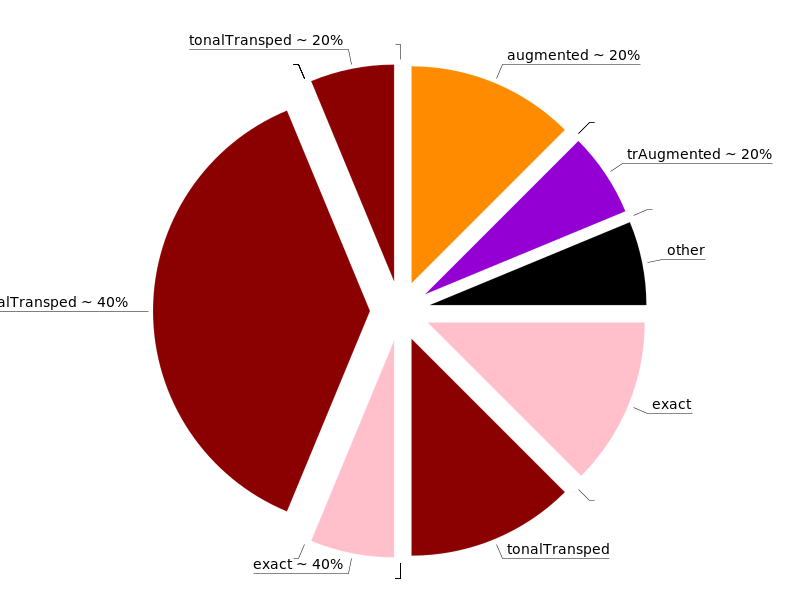 tonalTransped ~ 20%
augmented ~ 20%
trAugmented ~ 20%
other
alTransped ~ 40%
exact
tonalTransped
exact ~ 40%